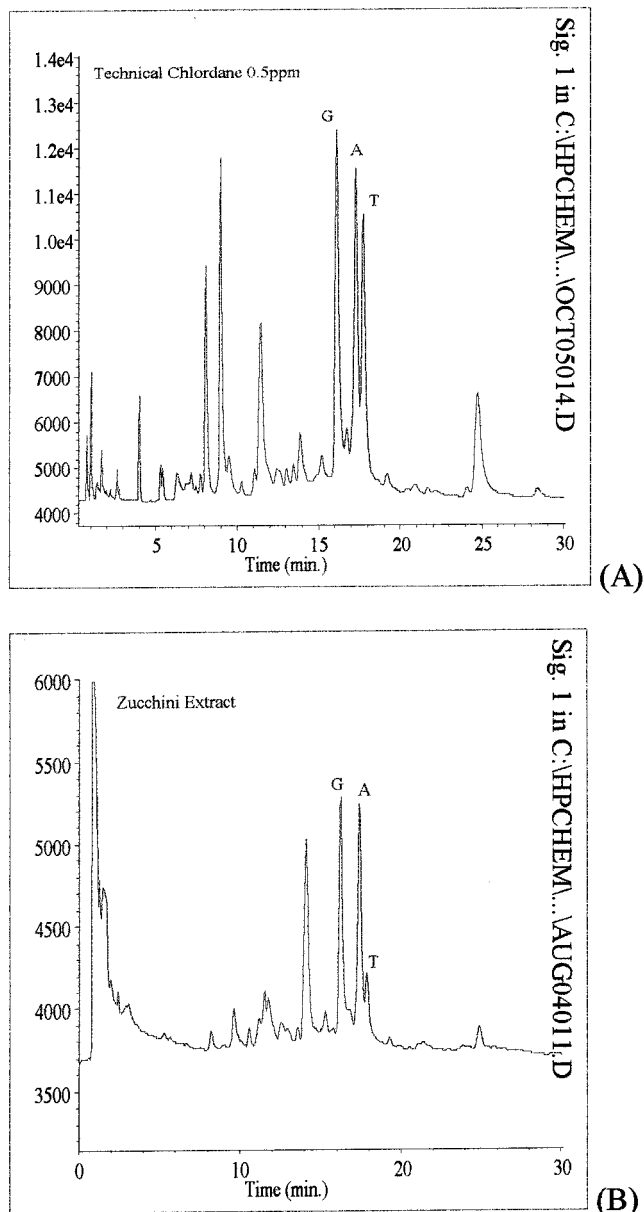 Technical Chlordane 0.5ppm
Sig. 1 in C:\HPCHEM\...\OCT05014.D
G
A
T
1.4e4
1.3e4
1.2e4
1.1e4
1.0e4
9000
8000
7000
6000
5000
4000
5 10 15 20 25 30
Time (min.)
(A)
Zucchini Extract
Sig. 1 in C:\HPCHEM\...\AUG04011.D
G
A
T
6000
5500
5000
4500
4000
3500
0 10 20 30
Time (min.)
(B)